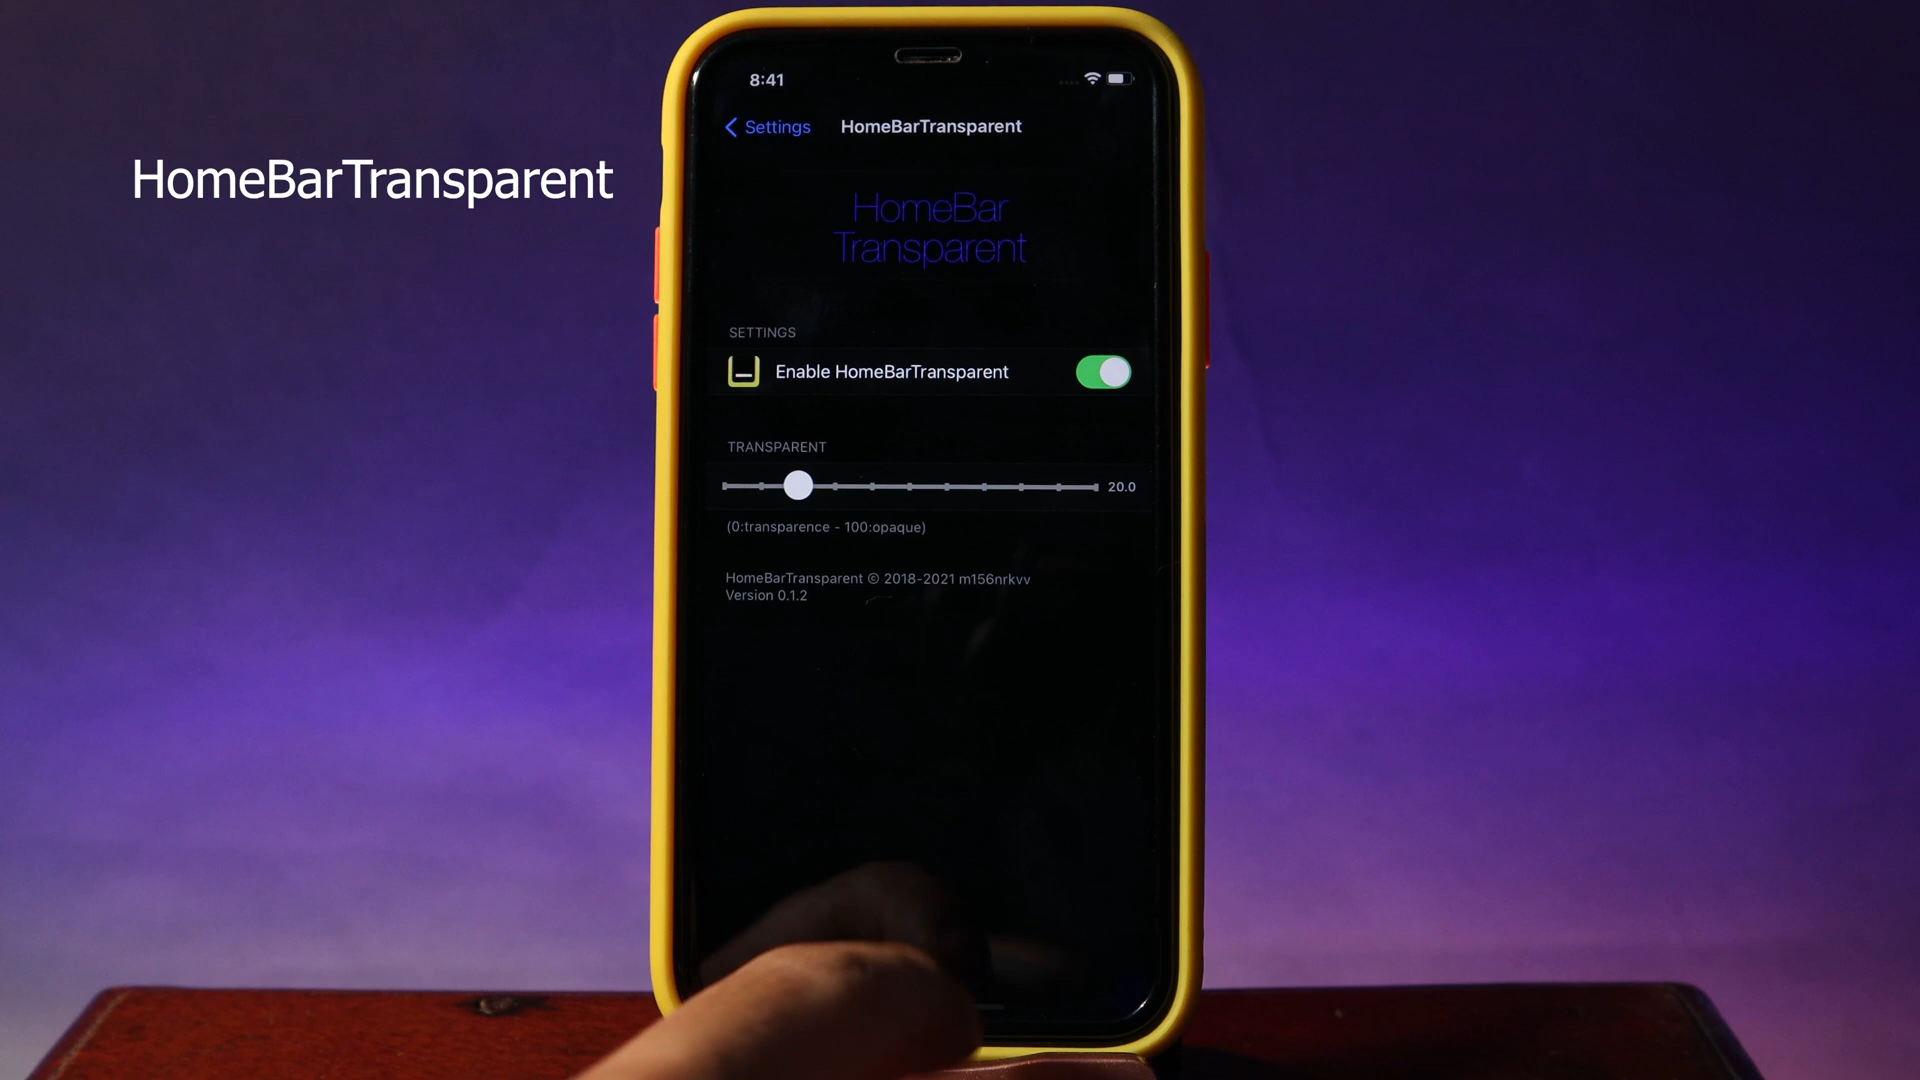 HomeBarTransparent
8:41
Settings HomeBarTransparent
HomeBar
Transparent
SETTINGS
Enable HomeBarTransparent
TRANSPARENT
20.0
(0:transparence - 100:opaque)
HomeBarTransparent © 2018-2021 m156nrkvv
Version 0.1.2